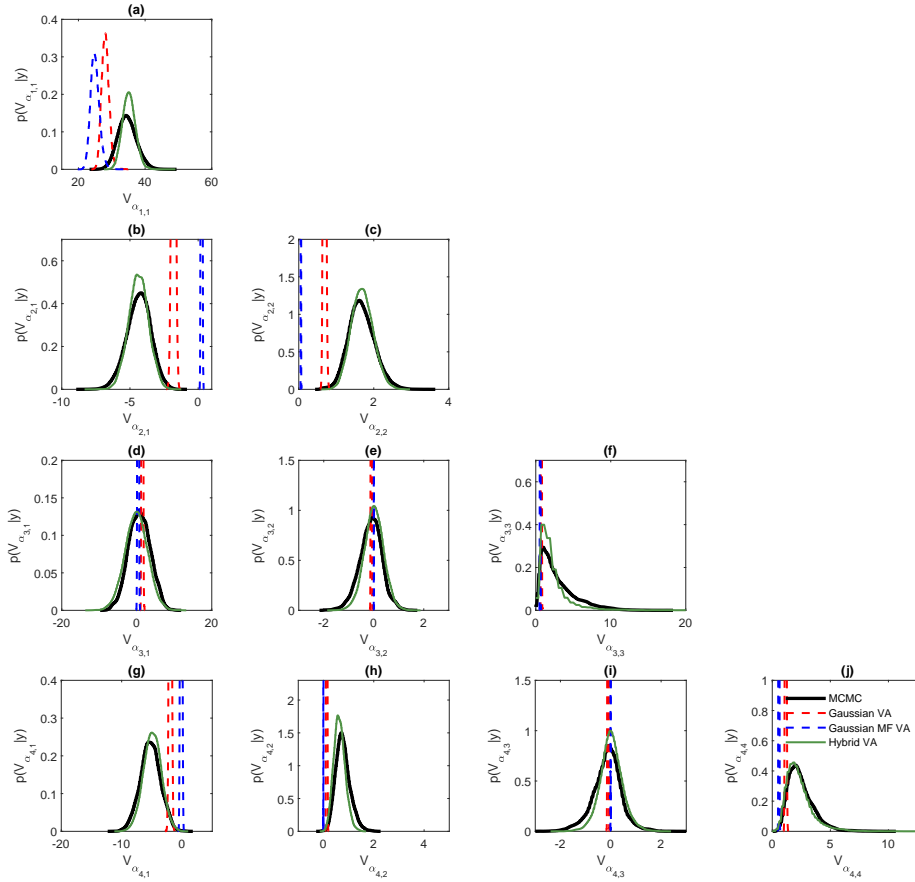 (a)
0.4
0.3
0.2
0.1
0
20 40 60
p(V_{α_{1,1}} |y)
V_{α_{1,1}}
(b)
0.6
0.4
0.2
0
-10 -5 0
p(V_{α_{2,1}} |y)
V_{α_{2,1}}
(c)
2
1.5
1
0.5
0
0 2 4
p(V_{α_{2,2}} |y)
V_{α_{2,2}}
(d)
0.2
0.15
0.1
0.05
0
-20 0 20
p(V_{α_{3,1}} |y)
V_{α_{3,1}}
(e)
1.5
1
0.5
0
-2 0 2
p(V_{α_{3,2}} |y)
V_{α_{3,2}}
(f)
0.6
0.4
0.2
0
0 5 10 15 20
p(V_{α_{3,3}} |y)
V_{α_{3,3}}
(g)
0.4
0.3
0.2
0.1
0
-10 0 10
p(V_{α_{4,1}} |y)
V_{α_{4,1}}
(h)
2
1.5
1
0.5
0
0 2 4
p(V_{α_{4,2}} |y)
V_{α_{4,2}}
(i)
1.5
1
0.5
0
-2 0 2
p(V_{α_{4,3}} |y)
V_{α_{4,3}}
(j)
1
0.8
0.6
0.4
0.2
0
0 5 10
p(V_{α_{4,4}} |y)
V_{α_{4,4}}
MCMC
Gaussian VA
Gaussian MF VA
Hybrid VA